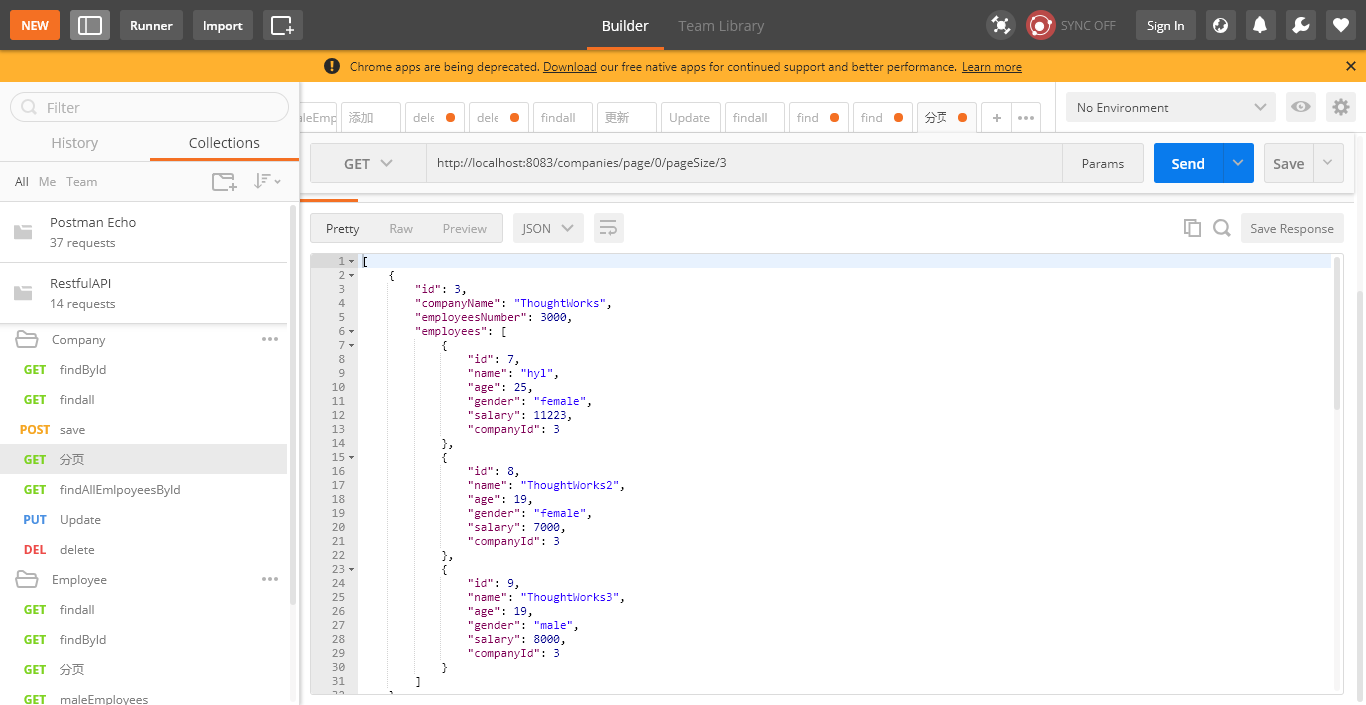 NEW
Runner
Import
Builder
Team Library
SYNC OFF
Sign In
Chrome apps are being deprecated. Download our free native apps for continued support and better performance. Learn more
Filter
History
Collections
All Me Team
Postman Echo
37 requests
RestfulAPI
14 requests
Company
GET findById
GET findall
POST save
GET 分页
GET findAllEmlpoyeesById
PUT Update
DEL delete
Employee
GET findall
GET findById
GET 分页
GET maleEmployees
aleEmp
添加
dele
dele
findall
更新
Update
findall
find
find
分页
No Environment
GET
http://localhost:8083/companies/page/0/pageSize/3
Params
Send
Save
Pretty
Raw
Preview
JSON
Save Response
1 [
2 {
3 "id": 3,
4 "companyName": "ThoughtWorks",
5 "employeesNumber": 3000,
6 "employees": [
7 {
8 "id": 7,
9 "name": "hyl",
10 "age": 25,
11 "gender": "female",
12 "salary": 11223,
13 "companyId": 3
14 },
15 {
16 "id": 8,
17 "name": "ThoughtWorks2",
18 "age": 19,
19 "gender": "female",
20 "salary": 7000,
21 "companyId": 3
22 },
23 {
24 "id": 9,
25 "name": "ThoughtWorks3",
26 "age": 19,
27 "gender": "male",
28 "salary": 8000,
29 "companyId": 3
30 }
31 ]